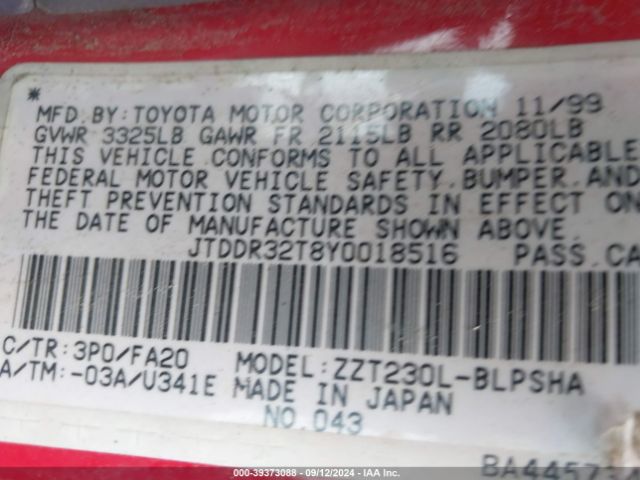 *
MFD.BY:TOYOTA MOTOR CORPORATION 11/99
GVWR 3325LB GAWR FR 2115LB RR 2080LB
THIS VEHICLE CONFORMS TO ALL APPLICABLE
FEDERAL MOTOR VEHICLE SAFETY.BUMPER.AND
THEFT PREVENTION STANDARDS IN EFFECT ON
THE DATE OF MANUFACTURE SHOWN ABOVE.
JTDDR32T8Y0018516 PASS.CA
C/TR:3P0/FA20 MODEL:ZZT230L-BLPSHA
A/TM:-03A/U341E MADE IN JAPAN
NO.043
000-39373088 - 09/12/2024 - IAAI.COM